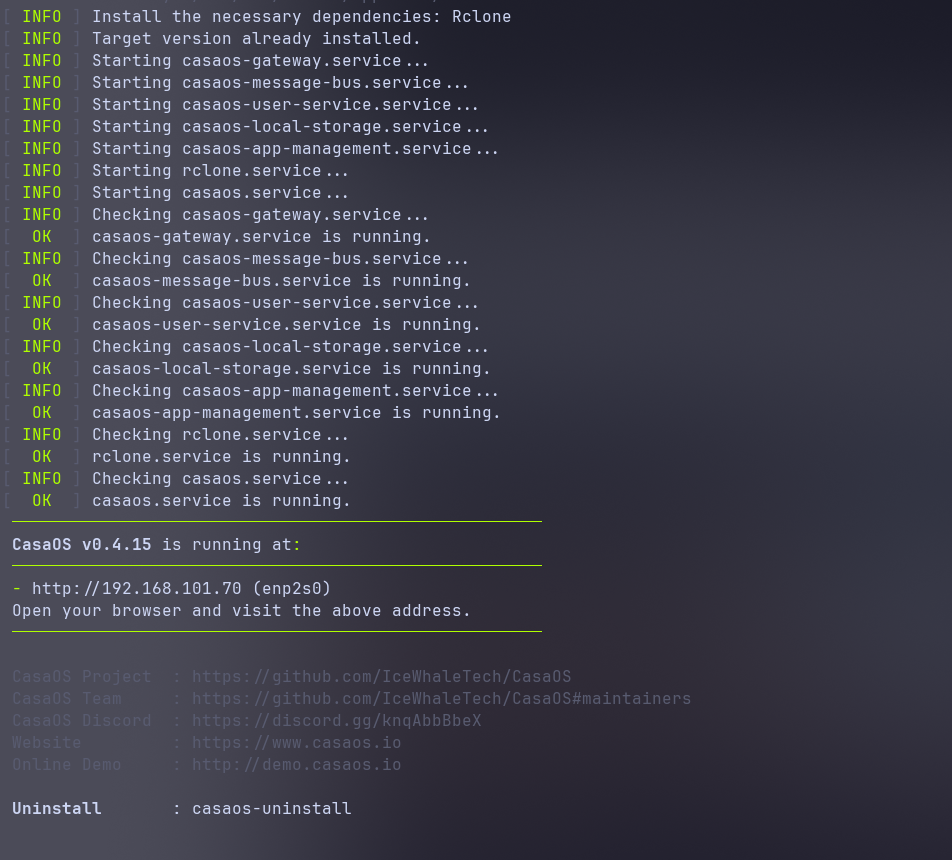 [ INFO ] Install the necessary dependencies: Rclone
[ INFO ] Target version already installed.
[ INFO ] Starting casaos-gateway.service...
[ INFO ] Starting casaos-message-bus.service...
[ INFO ] Starting casaos-user-service.service...
[ INFO ] Starting casaos-local-storage.service...
[ INFO ] Starting casaos-app-management.service...
[ INFO ] Starting rclone.service...
[ INFO ] Starting casaos.service...
[ INFO ] Checking casaos-gateway.service...
[  OK  ] casaos-gateway.service is running.
[ INFO ] Checking casaos-message-bus.service...
[  OK  ] casaos-message-bus.service is running.
[ INFO ] Checking casaos-user-service.service...
[  OK  ] casaos-user-service.service is running.
[ INFO ] Checking casaos-local-storage.service...
[  OK  ] casaos-local-storage.service is running.
[ INFO ] Checking casaos-app-management.service...
[  OK  ] casaos-app-management.service is running.
[ INFO ] Checking rclone.service...
[  OK  ] rclone.service is running.
[ INFO ] Checking casaos.service...
[  OK  ] casaos.service is running.
CasaOS v0.4.15 is running at:
- http://192.168.101.70 (enp2s0)
Open your browser and visit the above address.
CasaOS Project  : https://github.com/IceWhaleTech/CasaOS
CasaOS Team     : https://github.com/IceWhaleTech/CasaOS#maintainers
CasaOS Discord  : https://discord.gg/knqAbbBbeX
Website         : https://www.casaos.io
Online Demo     : http://demo.casaos.io
Uninstall       : casaos-uninstall